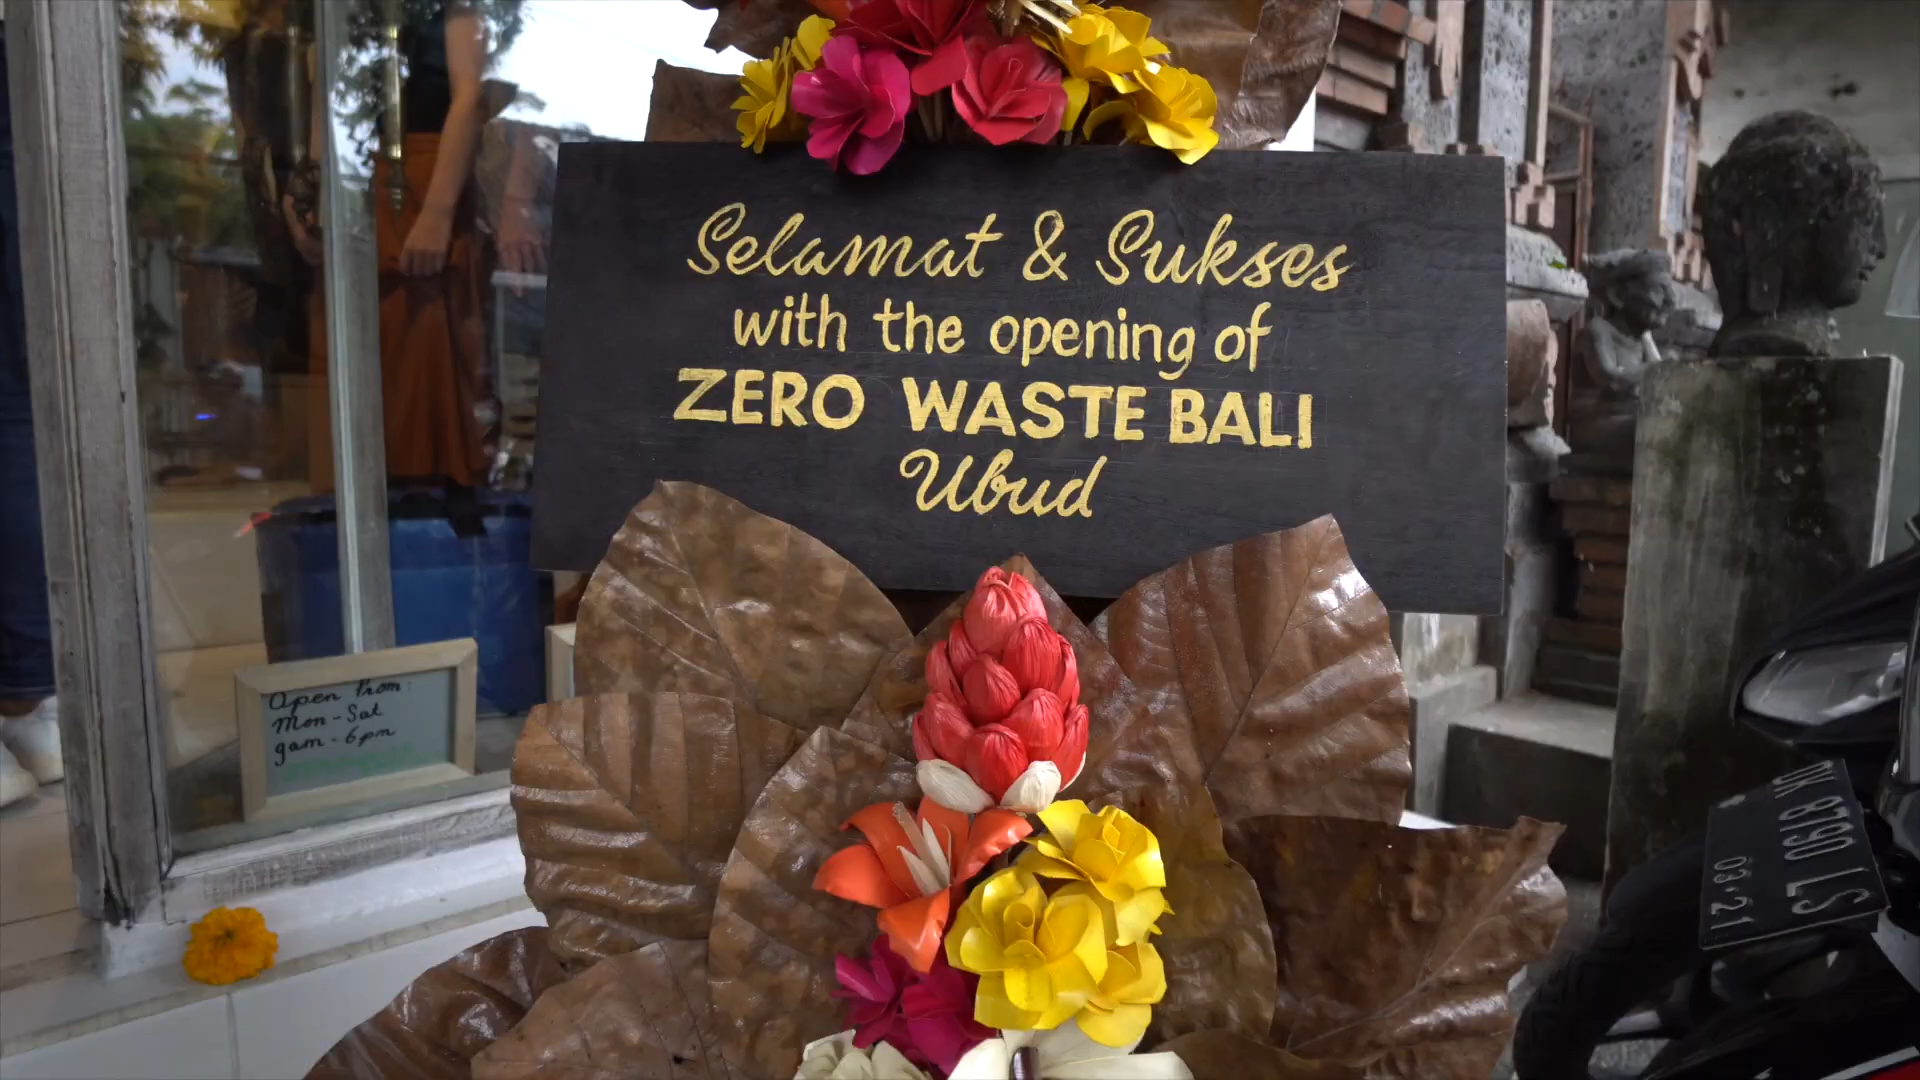 Selamat & Sukses
with the opening of
ZERO WASTE BALI
Ubud
Open From:
Mon - Sat
9am - 6pm
DK 8790 LS
03·21